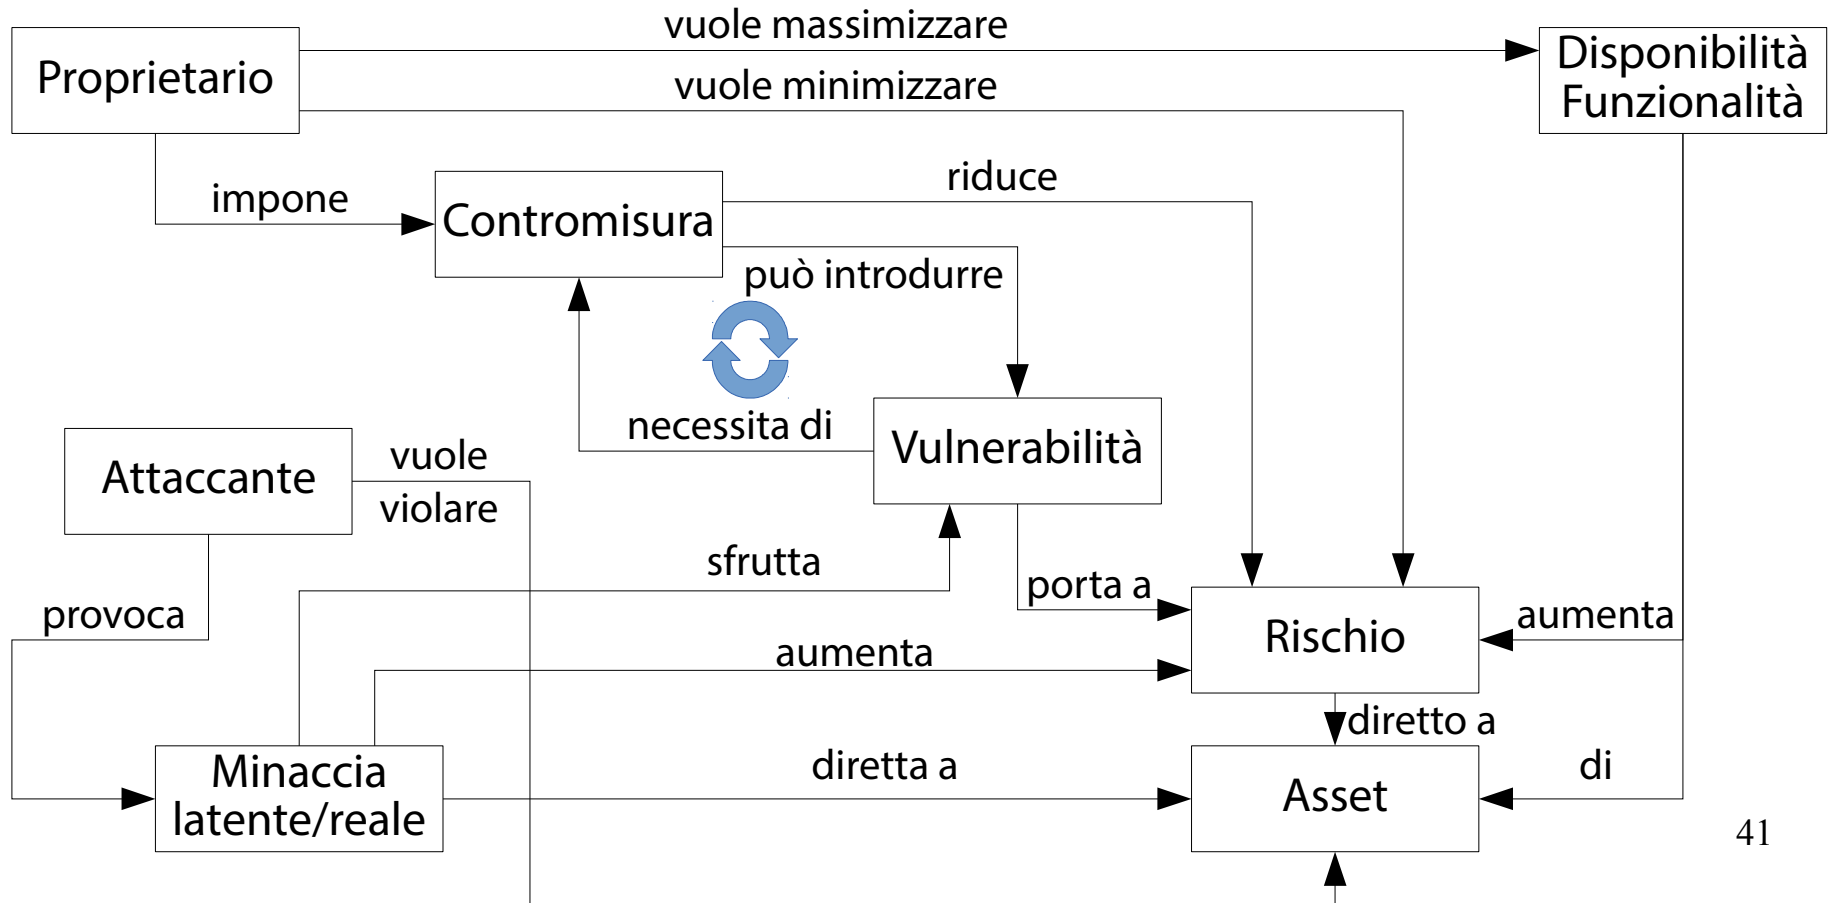 vuole massimizzare
Proprietario
Disponibilità
Funzionalità
vuole minimizzare
impone
Contromisura
riduce
può introdurre
necessita di
Vulnerabilità
Attaccante
vuole
violare
sfrutta
provoca
porta a
Rischio
aumenta
aumenta
diretto a
Minaccia
latente/reale
diretta a
Asset
di
41